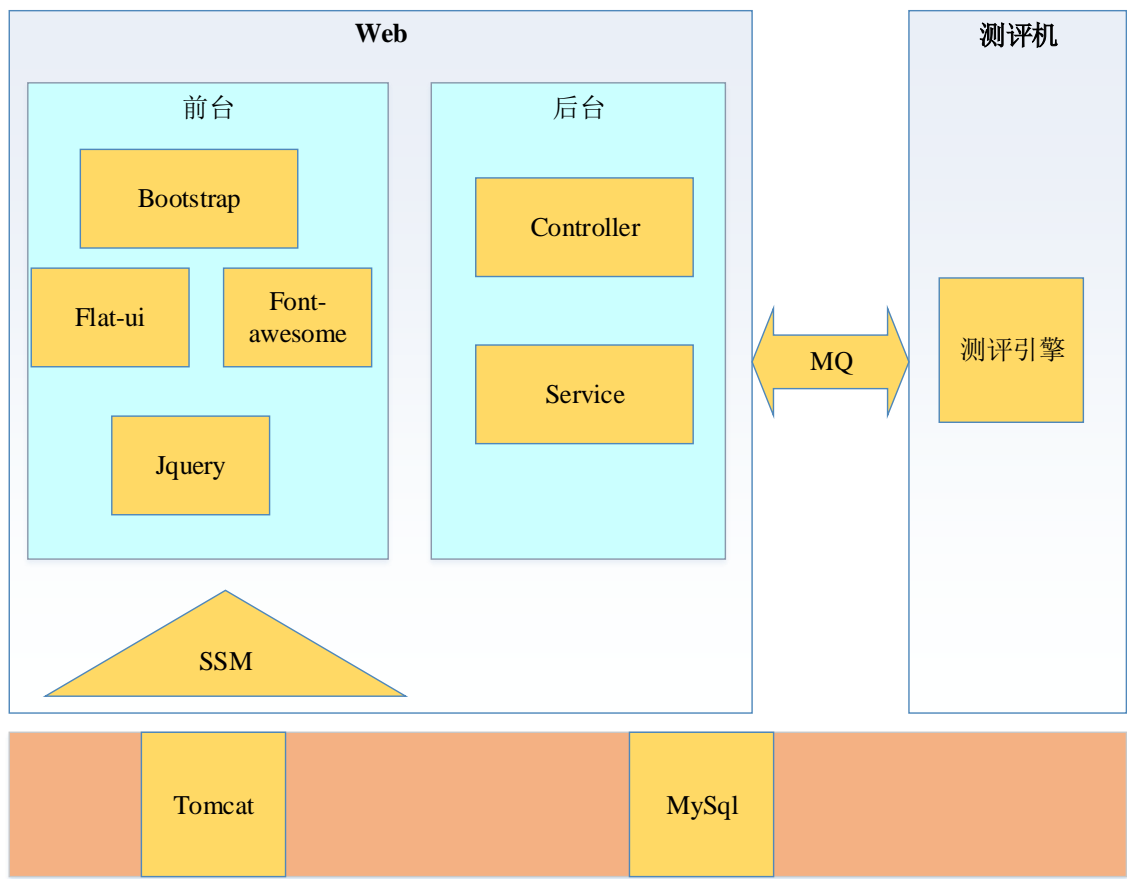 Web
测评机
前台
后台
Bootstrap
Controller
Flat-ui
Font-
awesome
测评引擎
MQ
Service
Jquery
SSM
Tomcat
MySql